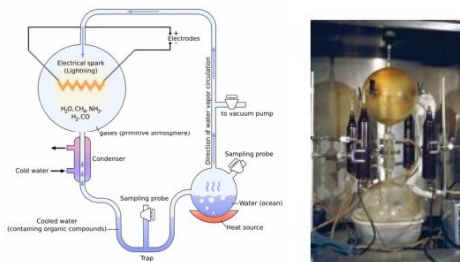 +
Electrodes
-
Electrical spark
(Lightning)
H₂O, CH₄, NH₃,
H₂, CO
gases (primitive atmosphere)
Direction of water vapor circulation
to vacuum pump
Condenser
Sampling probe
Cold water
Sampling probe
Water (ocean)
Cooled water
(containing organic compounds)
Heat source
Trap